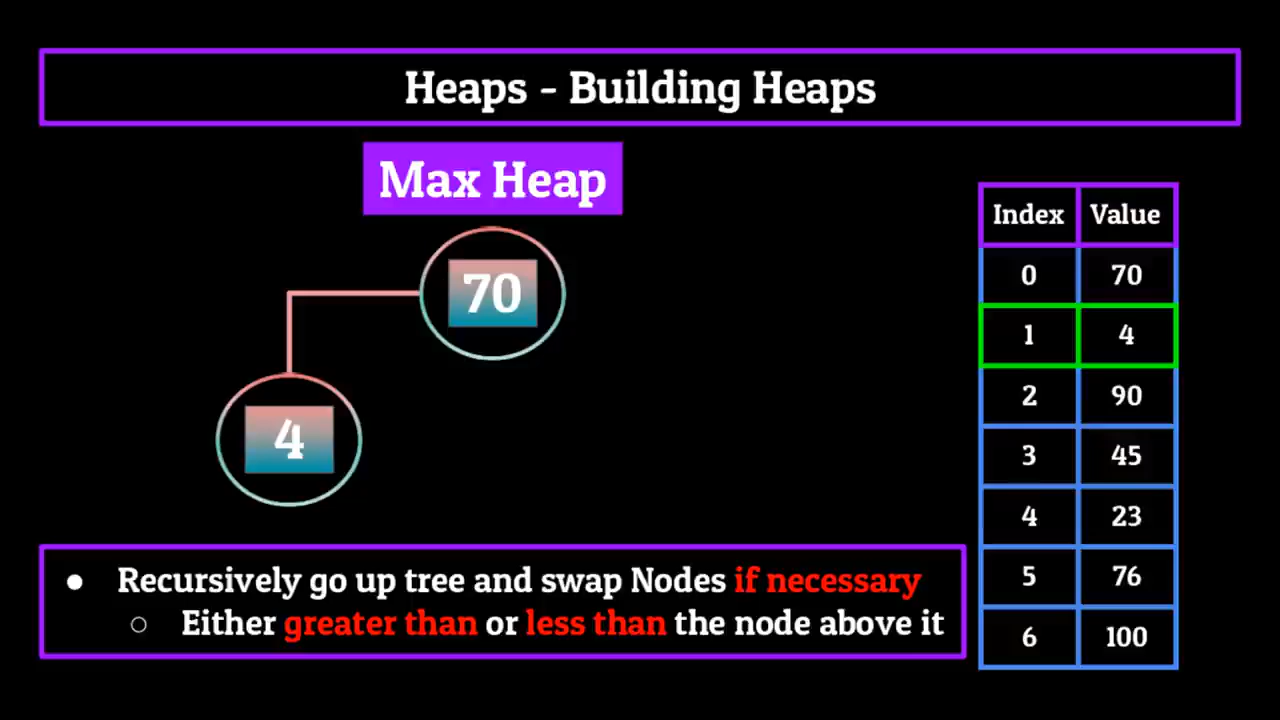 Heaps - Building Heaps
Max Heap
70
4
Index Value
0 70
1 4
2 90
3 45
4 23
5 76
6 100
● Recursively go up tree and swap Nodes if necessary
○ Either greater than or less than the node above it